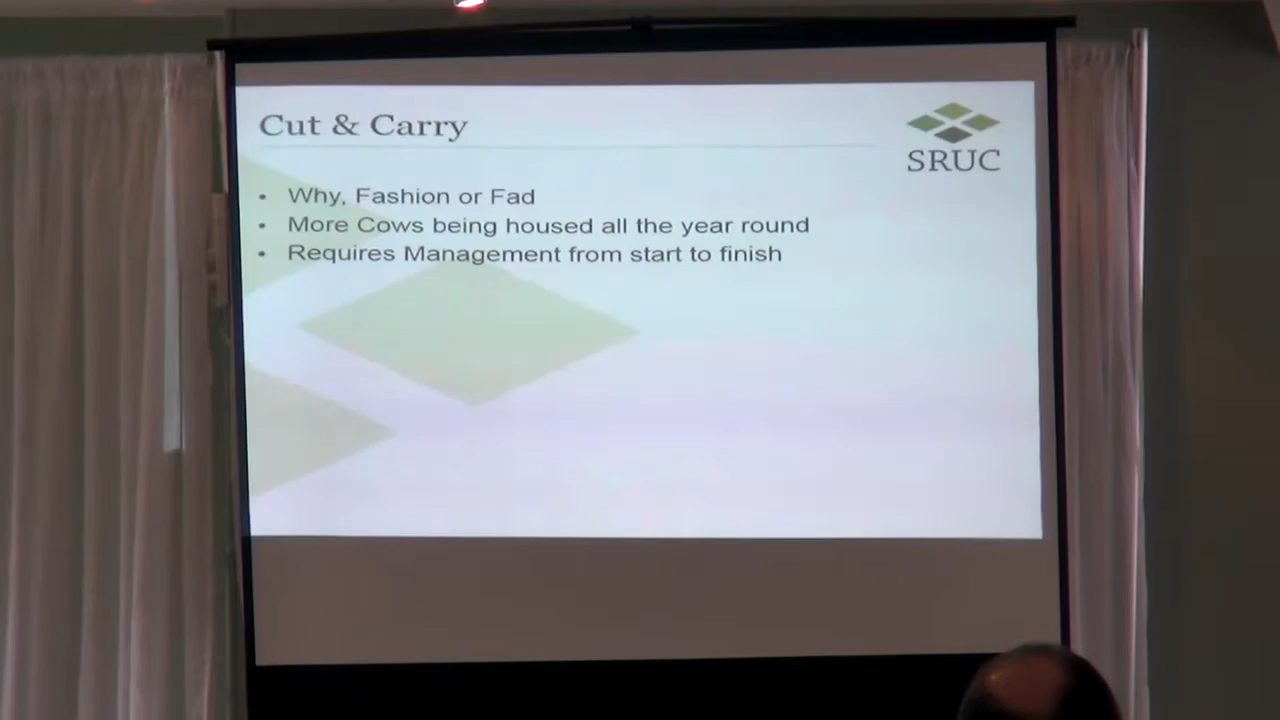 Cut & Carry
SRUC
• Why, Fashion or Fad
• More Cows being housed all the year round
• Requires Management from start to finish